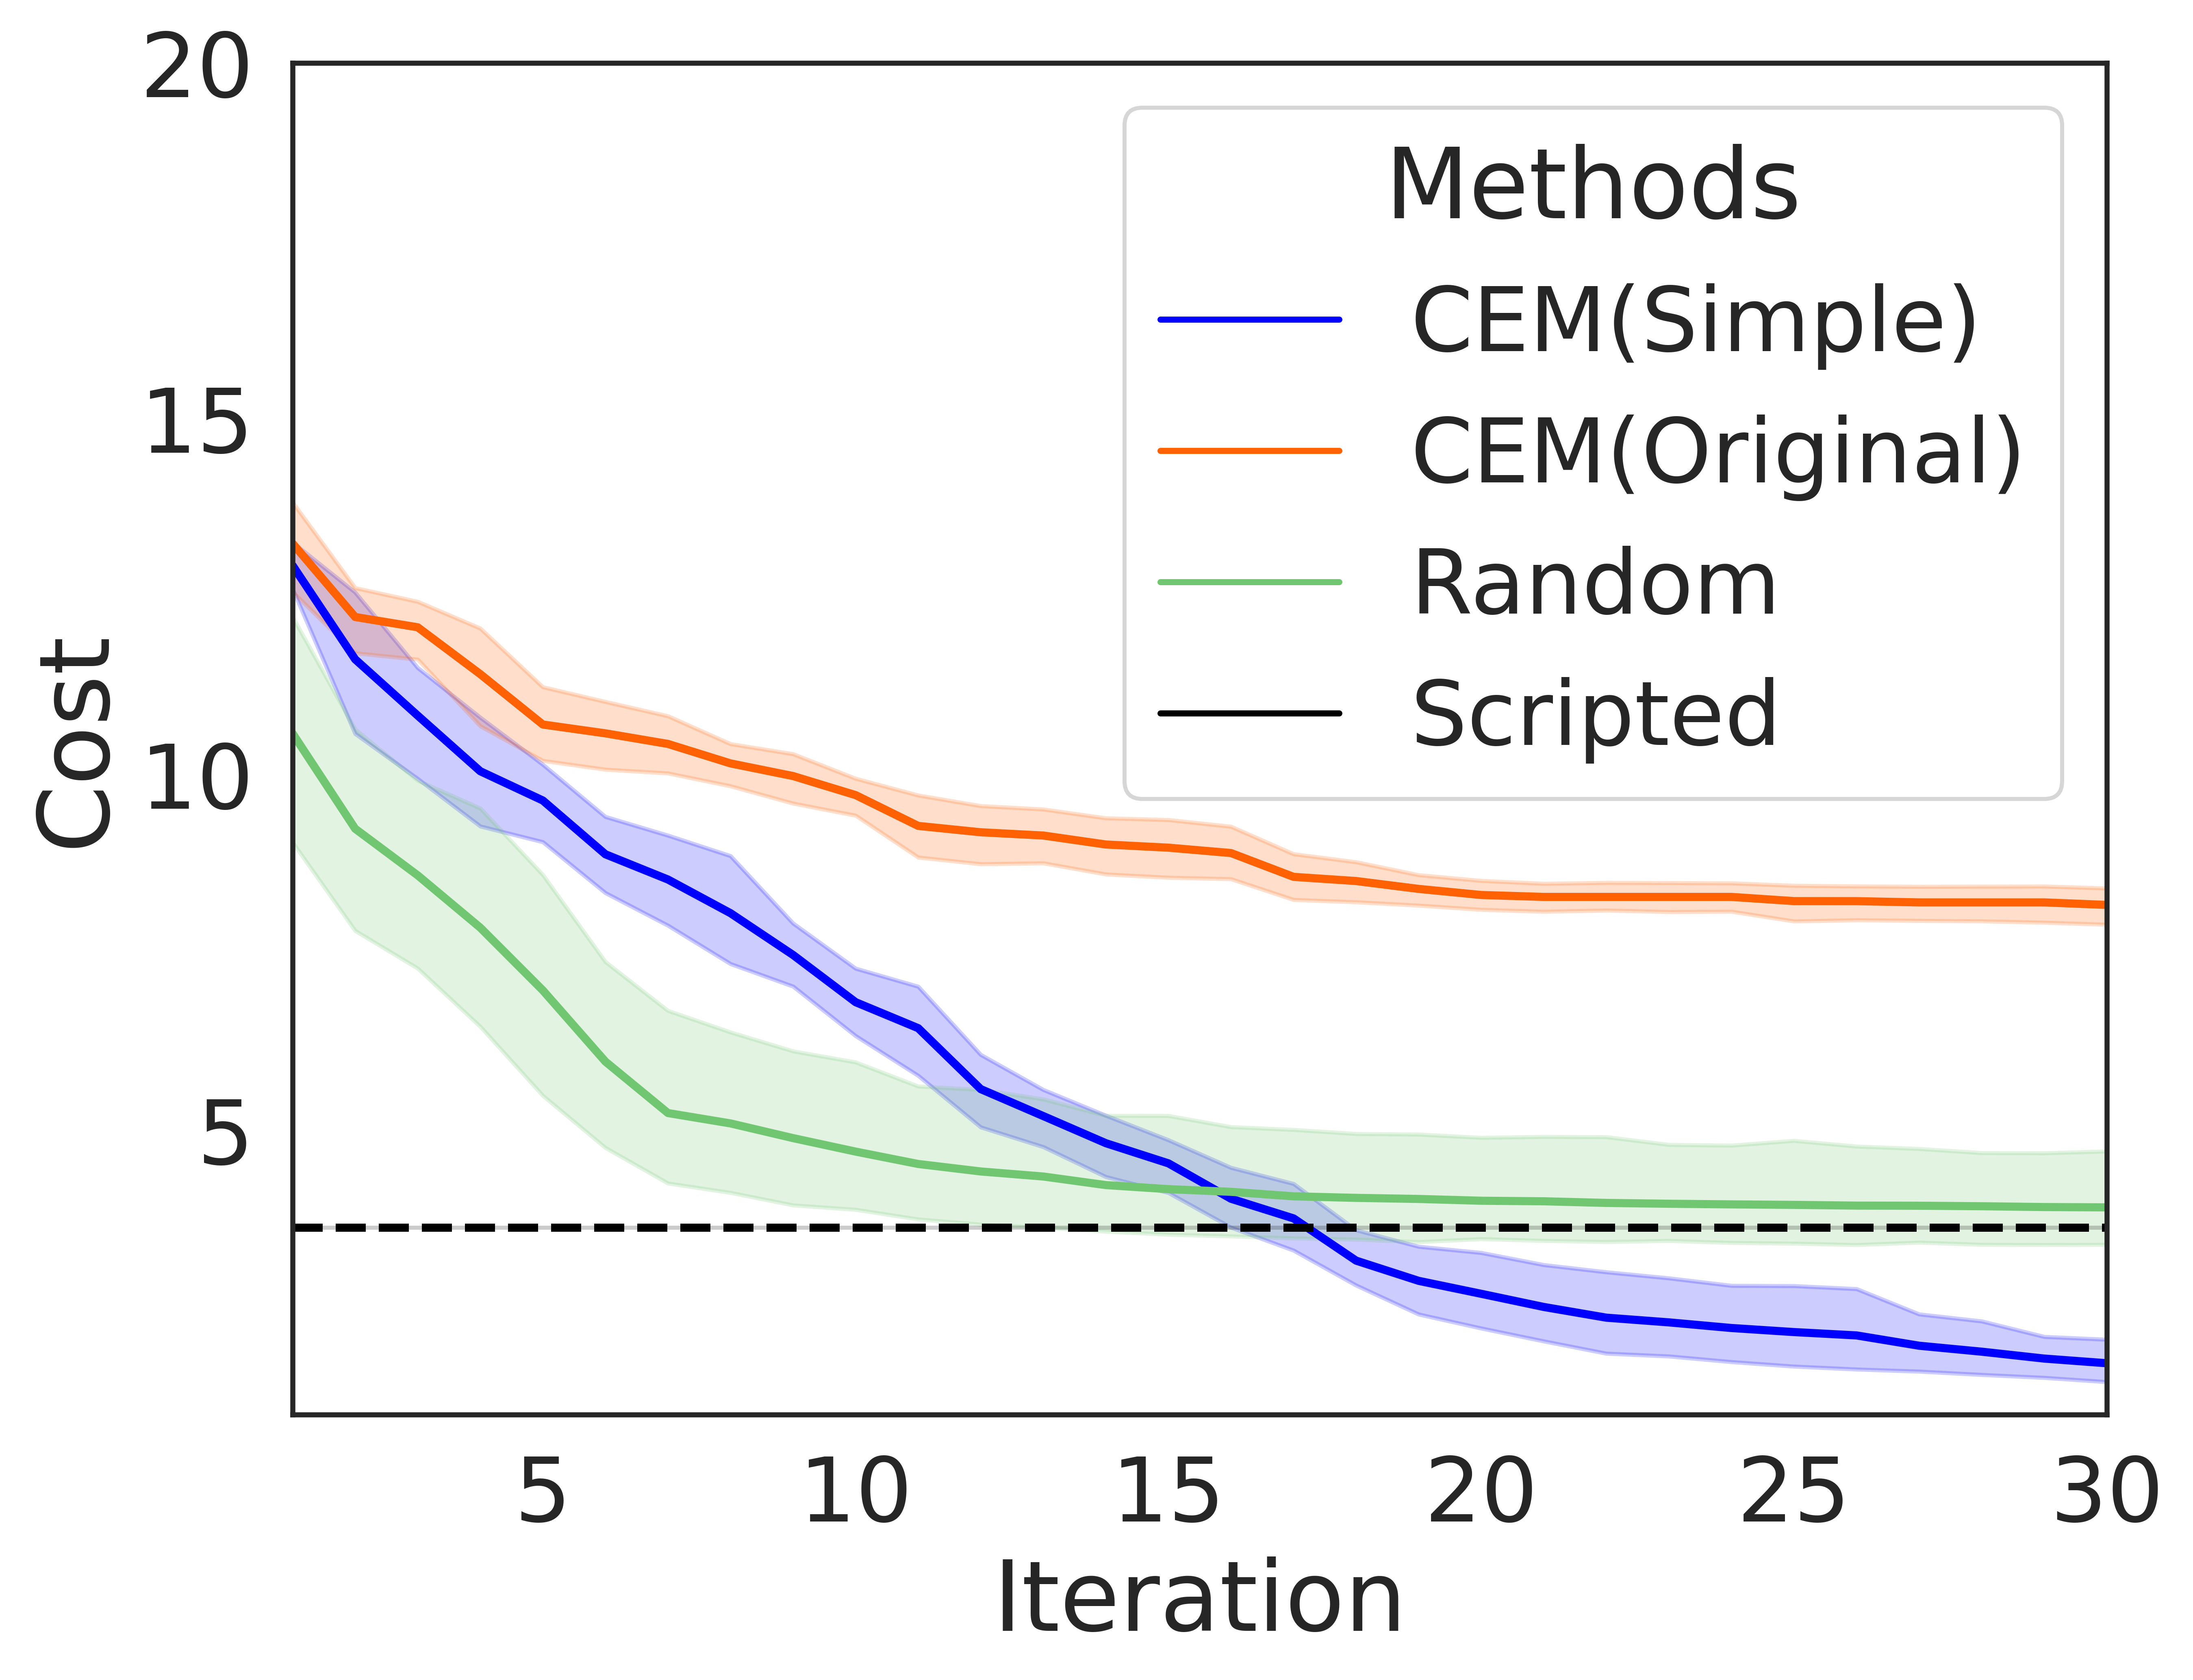 20
15
10
5
Cost
Methods
CEM(Simple)
CEM(Original)
Random
Scripted
5 10 15 20 25 30
Iteration